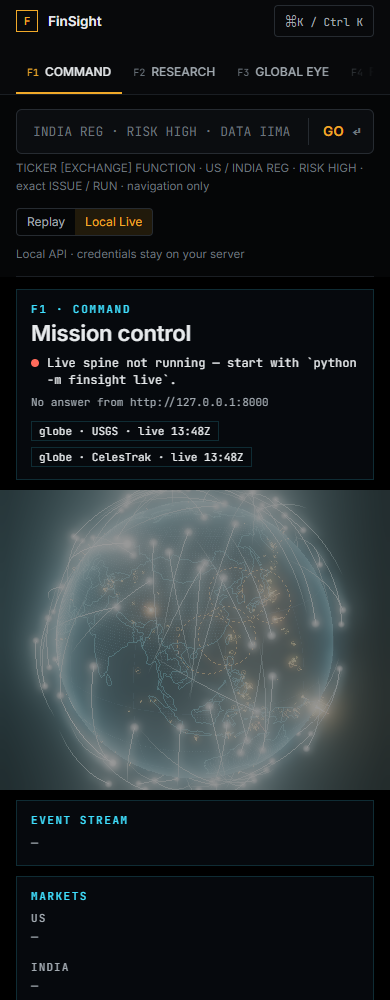 F FinSight ⌘K / Ctrl K
F1 COMMAND F2 RESEARCH F3 GLOBAL EYE F4
INDIA REG · RISK HIGH · DATA IIMA GO ⏎
TICKER [EXCHANGE] FUNCTION · US / INDIA REG · RISK HIGH ·
exact ISSUE / RUN · navigation only
Replay Local Live
Local API · credentials stay on your server
F1 · COMMAND
Mission control
Live spine not running — start with `python
-m finsight live`.
No answer from http://127.0.0.1:8000
globe · USGS · live 13:48Z
globe · CelesTrak · live 13:48Z
EVENT STREAM
—
MARKETS
US
—
INDIA
—